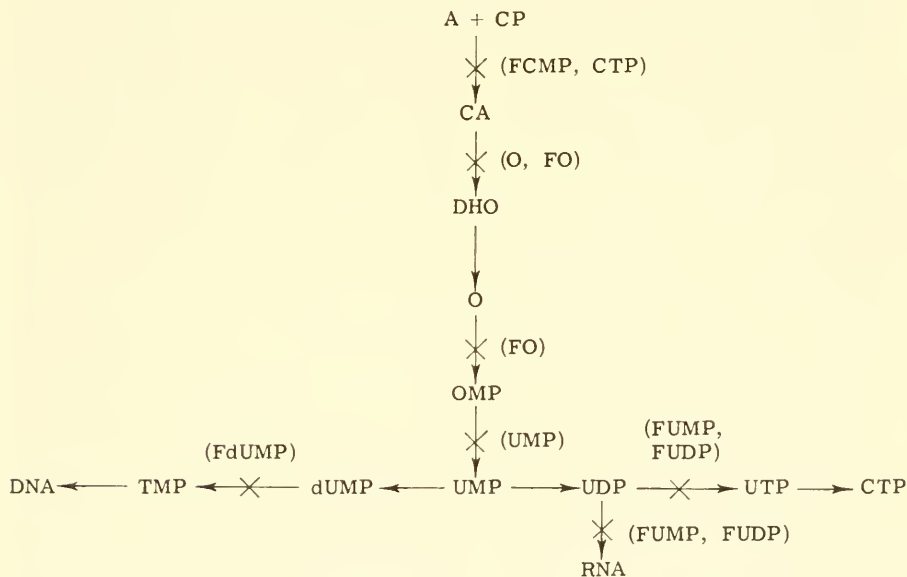 A + CP
(FCMP, CTP)
CA
(O, FO)
DHO
O
(FO)
OMP
(UMP)
(FUMP,
FUDP)
(FdUMP)
DNA TMP dUMP UMP UDP UTP CTP
(FUMP, FUDP)
RNA